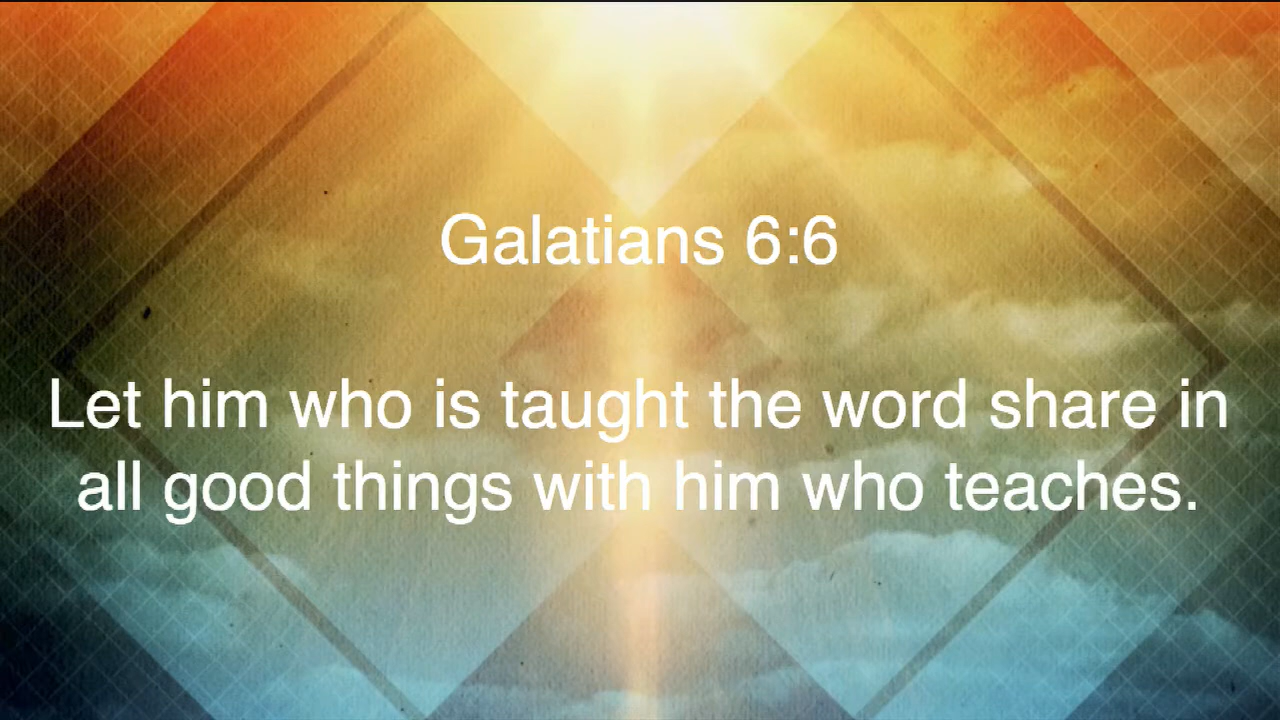 Galatians 6:6
Let him who is taught the word share in
all good things with him who teaches.